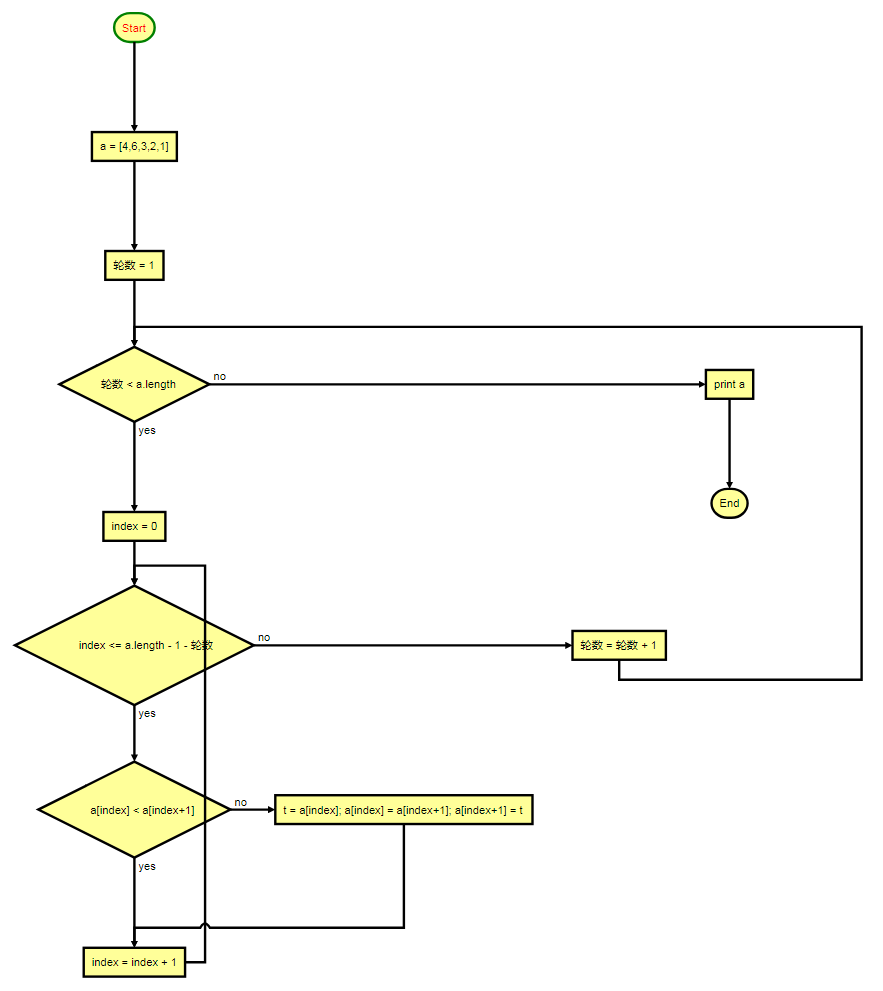 Start
a = [4,6,3,2,1]
轮数 = 1
轮数 < a.length
no
print a
yes
End
index = 0
index <= a.length - 1 - 轮数
no
轮数 = 轮数 + 1
yes
a[index] < a[index+1]
no
t = a[index]; a[index] = a[index+1]; a[index+1] = t
yes
index = index + 1